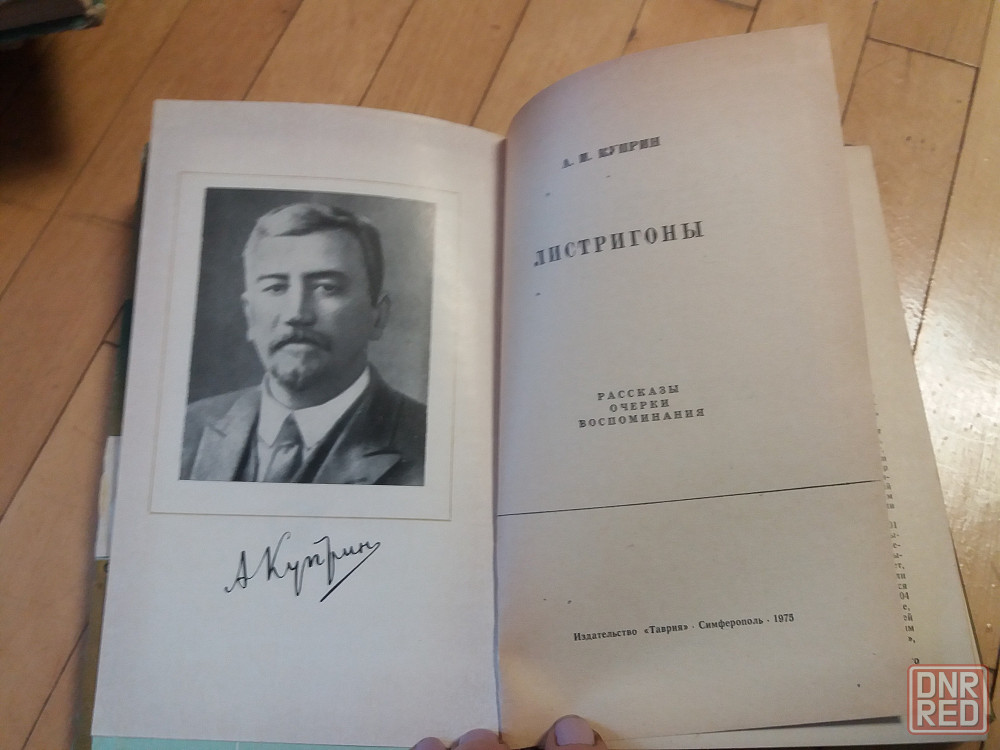 А. И. КУПРИН
ЛИСТРИГОНЫ
РАССКАЗЫ
ОЧЕРКИ
ВОСПОМИНАНИЯ
Издательство «Таврия» · Симферополь · 1975
А Куприн
DNR
RED